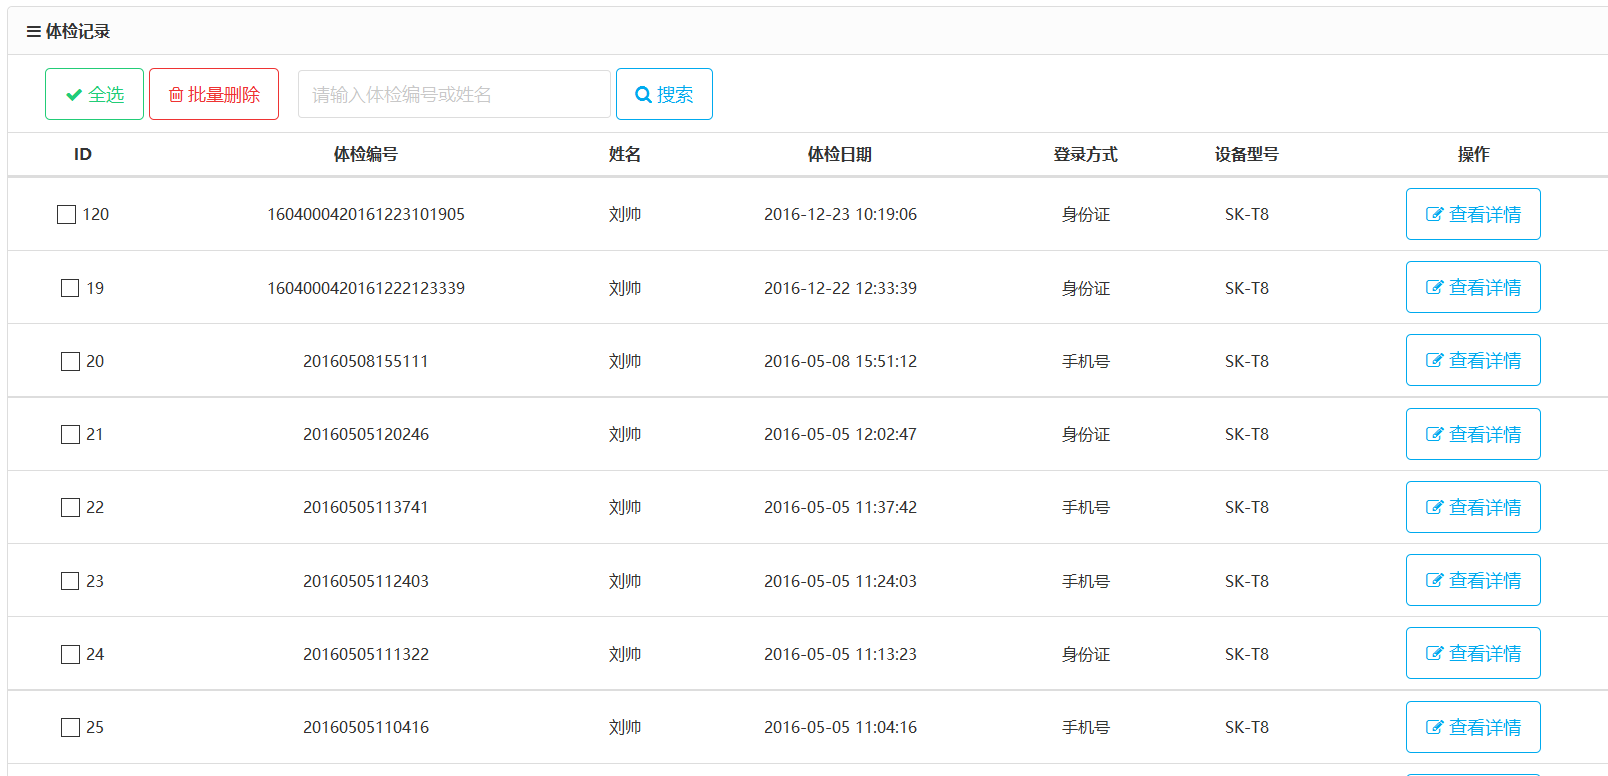 体检记录
全选 批量删除 请输入体检编号或姓名 搜索
ID 体检编号 姓名 体检日期 登录方式 设备型号 操作
120 1604000420161223101905 刘帅 2016-12-23 10:19:06 身份证 SK-T8 查看详情
19 1604000420161222123339 刘帅 2016-12-22 12:33:39 身份证 SK-T8 查看详情
20 20160508155111 刘帅 2016-05-08 15:51:12 手机号 SK-T8 查看详情
21 20160505120246 刘帅 2016-05-05 12:02:47 身份证 SK-T8 查看详情
22 20160505113741 刘帅 2016-05-05 11:37:42 手机号 SK-T8 查看详情
23 20160505112403 刘帅 2016-05-05 11:24:03 手机号 SK-T8 查看详情
24 20160505111322 刘帅 2016-05-05 11:13:23 身份证 SK-T8 查看详情
25 20160505110416 刘帅 2016-05-05 11:04:16 手机号 SK-T8 查看详情